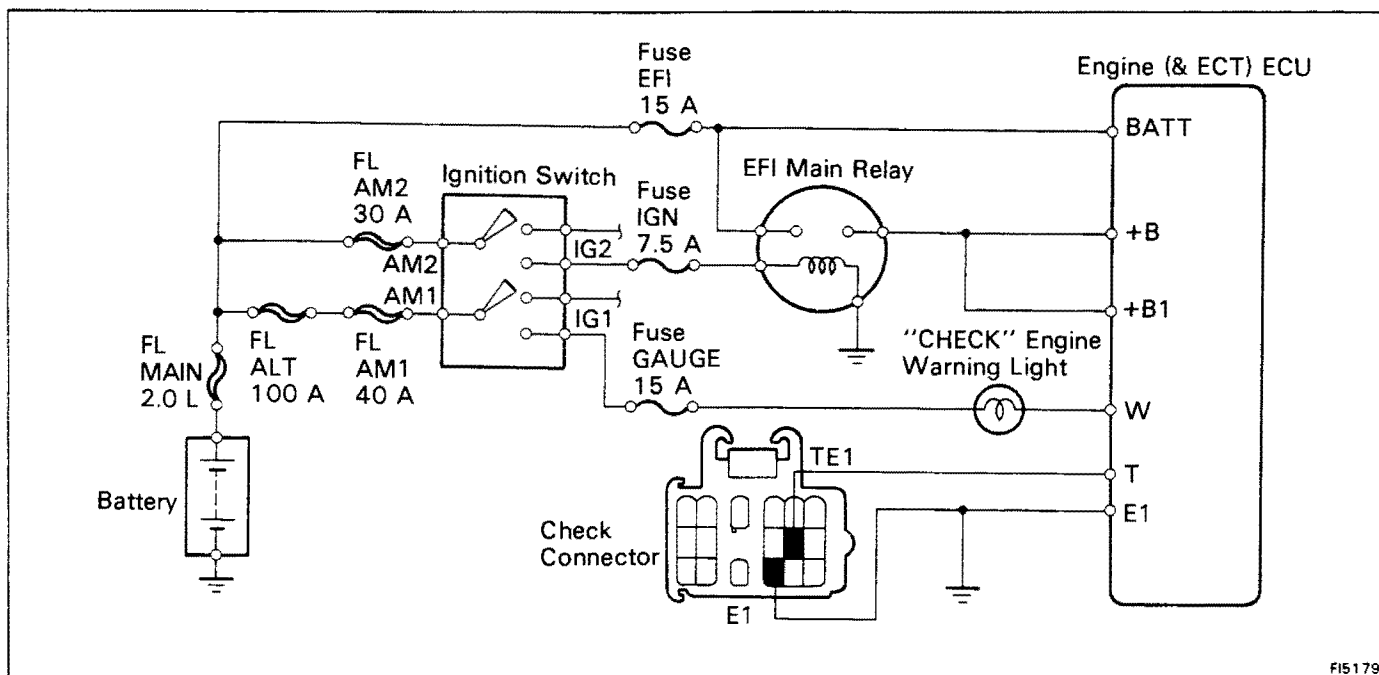 Fuse
EFI
15 A
Engine (& ECT) ECU
BATT
FL
AM2
30 A
Ignition Switch
Fuse
IGN
7.5 A
EFI Main Relay
AM2
IG2
+B
AM1
IG1
+B1
FL
MAIN
2.0 L
FL
ALT
100 A
FL
AM1
40 A
Fuse
GAUGE
15 A
"CHECK" Engine
Warning Light
W
TE1
T
Battery
Check
Connector
E1
E1
FI5179